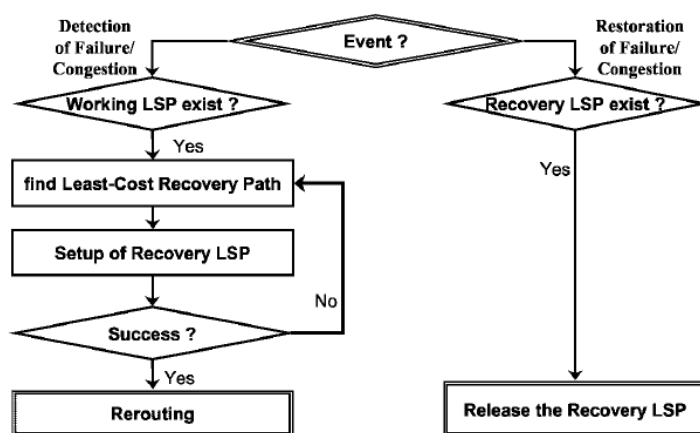 Detection
of Failure/
Congestion
Event ?
Restoration
of Failure/
Congestion
Working LSP exist ?
Recovery LSP exist ?
Yes
Yes
find Least-Cost Recovery Path
Setup of Recovery LSP
No
Success ?
Yes
Rerouting
Release the Recovery LSP